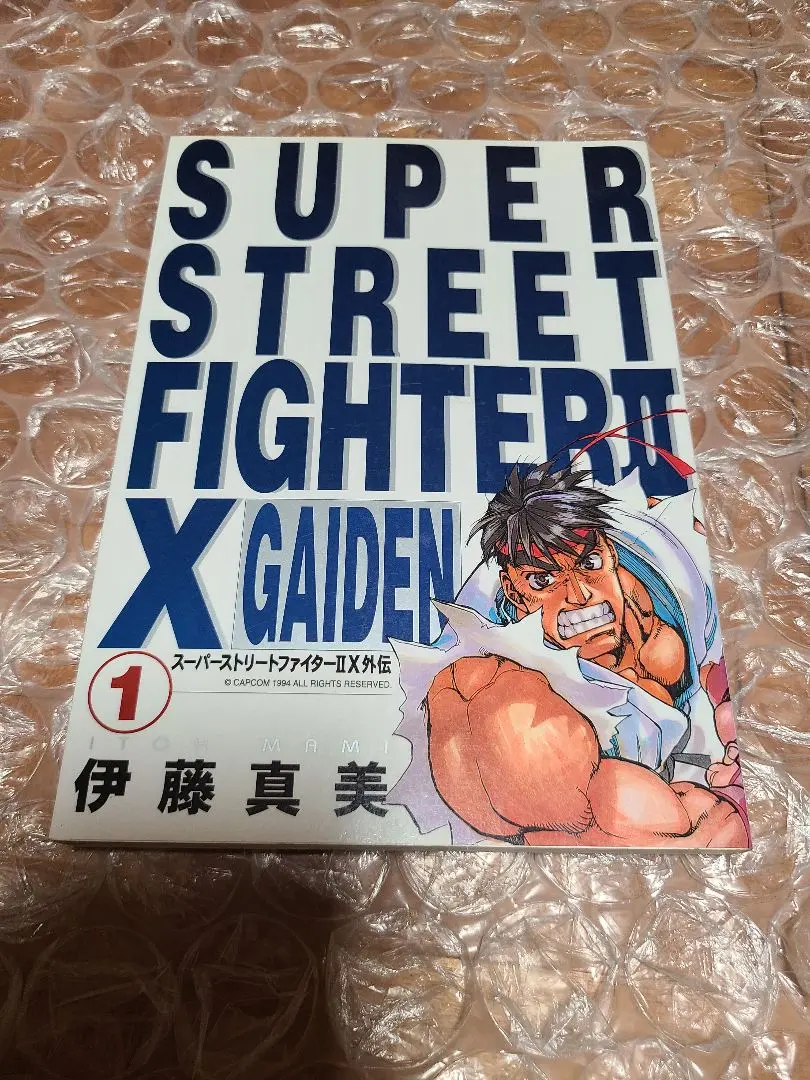 SUPER
STREET
FIGHTERII
X GAIDEN
1
スーパーストリートファイターII X 外伝
© CAPCOM 1994 ALL RIGHTS RESERVED.
ITOH MAMI
伊藤真美